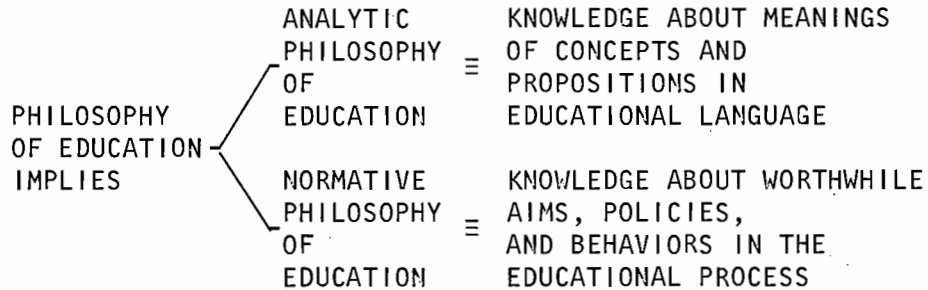 PHILOSOPHY
OF EDUCATION
IMPLIES
ANALYTIC
PHILOSOPHY
OF
EDUCATION
≡
KNOWLEDGE ABOUT MEANINGS
OF CONCEPTS AND
PROPOSITIONS IN
EDUCATIONAL LANGUAGE
NORMATIVE
PHILOSOPHY
OF
EDUCATION
≡
KNOWLEDGE ABOUT WORTHWHILE
AIMS, POLICIES,
AND BEHAVIORS IN THE
EDUCATIONAL PROCESS